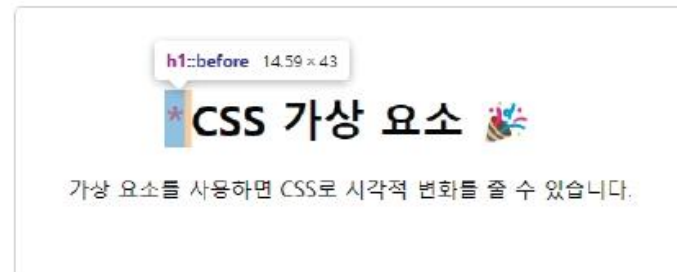 h1::before 14.59 × 43
*CSS 가상 요소 🎉
가상 요소를 사용하면 CSS로 시각적 변화를 줄 수 있습니다.